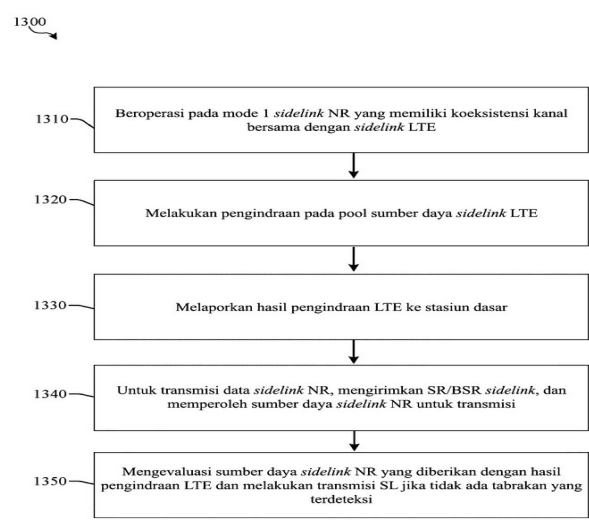 1300
1310
Beroperasi pada mode 1 sidelink NR yang memiliki koeksistensi kanal
bersama dengan sidelink LTE
1320
Melakukan pengindraan pada pool sumber daya sidelink LTE
1330
Melaporkan hasil pengindraan LTE ke stasiun dasar
1340
Untuk transmisi data sidelink NR, mengirimkan SR/BSR sidelink, dan
memperoleh sumber daya sidelink NR untuk transmisi
1350
Mengevaluasi sumber daya sidelink NR yang diberikan dengan hasil
pengindraan LTE dan melakukan transmisi SL jika tidak ada tabrakan yang
terdeteksi